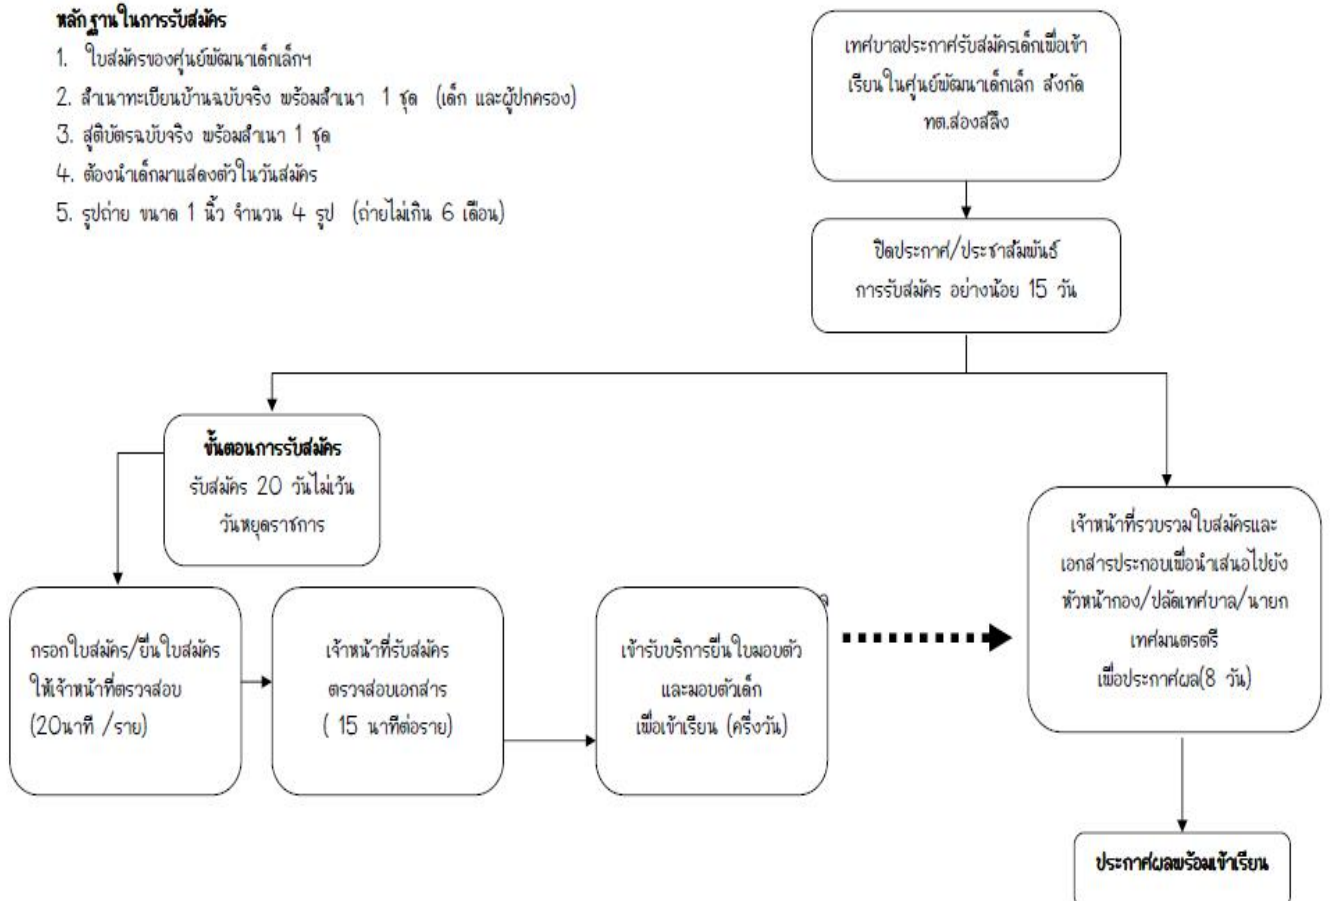 หลักฐานในการรับสมัคร
1. ใบสมัครของศูนย์พัฒนาเด็กเล็กฯ
2. สำเนาทะเบียนบ้านฉบับจริง พร้อมสำเนา 1 ชุด (เด็ก และผู้ปกครอง)
3. สูติบัตรฉบับจริง พร้อมสำเนา 1 ชุด
4. ต้องนำเด็กมาแสดงตัวในวันสมัคร
5. รูปถ่าย ขนาด 1 นิ้ว จำนวน 4 รูป (ถ่ายไม่เกิน 6 เดือน)
เทศบาลประกาศรับสมัครเด็กเพื่อเข้า
เรียนในศูนย์พัฒนาเด็กเล็ก สังกัด
ทต.ส่องสลึง
ปิดประกาศ/ประชาสัมพันธ์
การรับสมัคร อย่างน้อย 15 วัน
ขั้นตอนการรับสมัคร
รับสมัคร 20 วันไม่เว้น
วันหยุดราชการ
กรอกใบสมัคร/ยื่นใบสมัคร
ให้เจ้าหน้าที่ตรวจสอบ
(20นาที /ราย)
เจ้าหน้าที่รับสมัคร
ตรวจสอบเอกสาร
( 15 นาทีต่อราย)
เข้ารับบริการยื่นใบมอบตัว
และมอบตัวเด็ก
เพื่อเข้าเรียน (ครึ่งวัน)
เจ้าหน้าที่รวบรวมใบสมัครและ
เอกสารประกอบเพื่อนำเสนอไปยัง
หัวหน้ากอง/ปลัดเทศบาล/นายก
เทศมนตรตรี
เพื่อประกาศผล(8 วัน)
ประกาศผลพร้อมเข้าเรียน